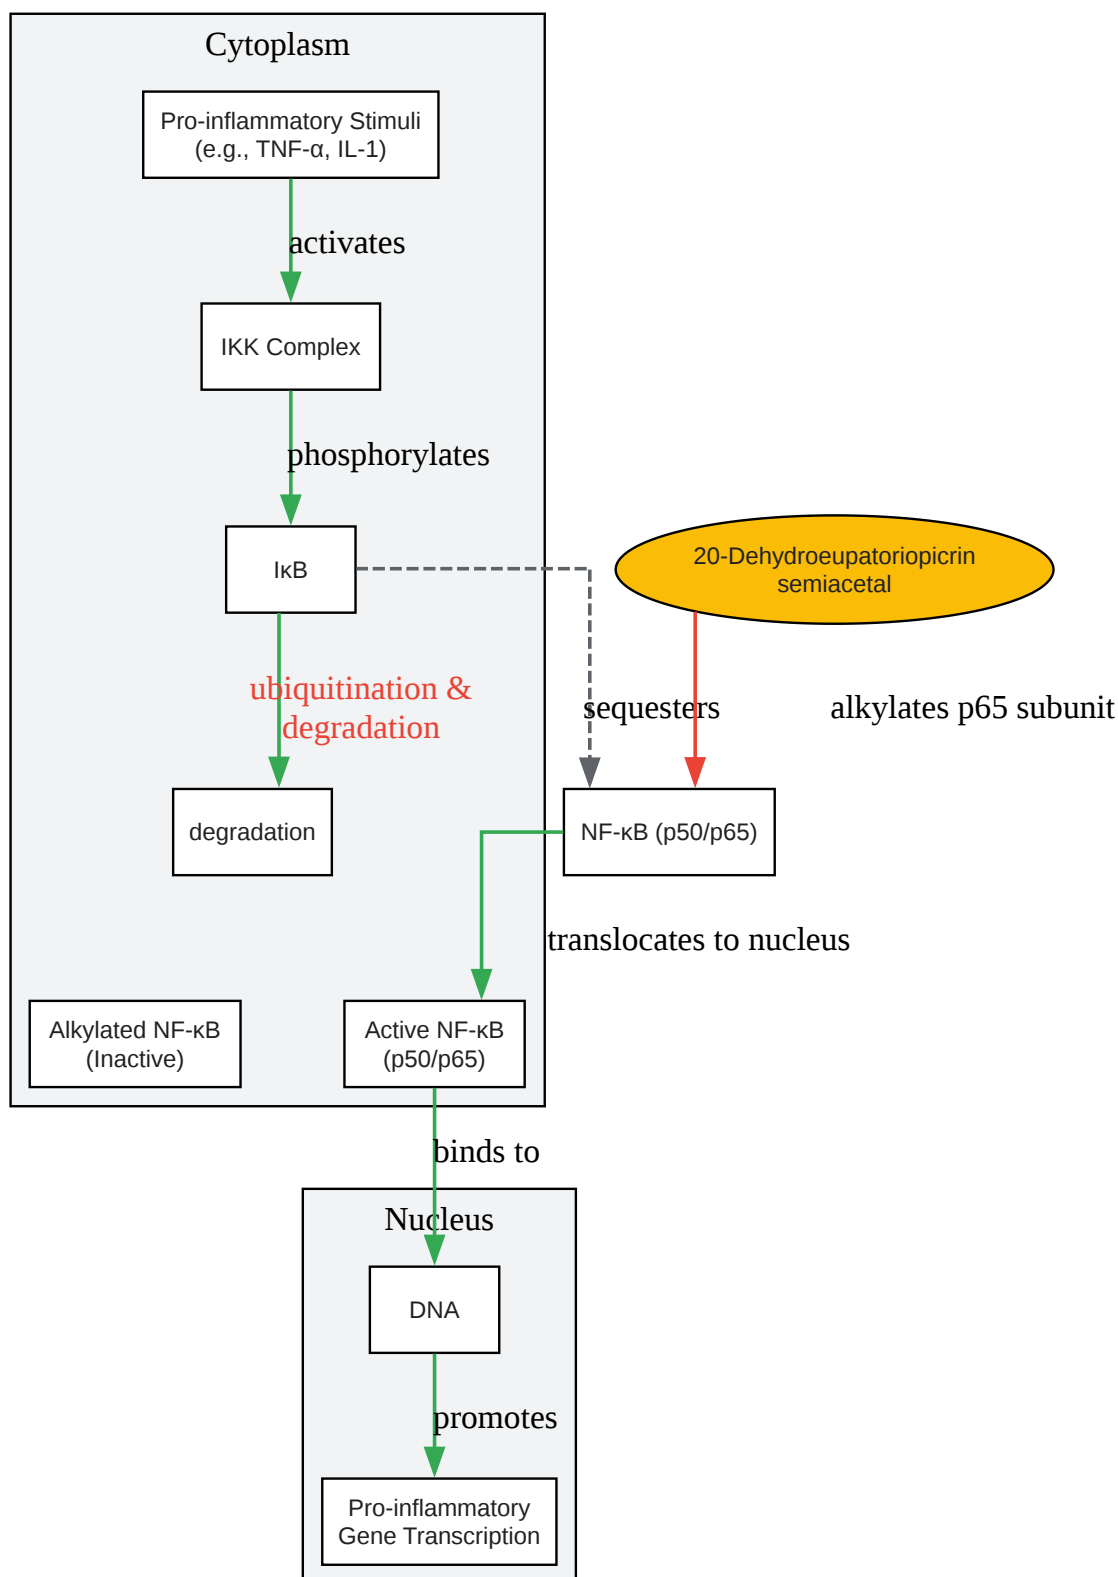 Cytoplasm
Pro-inflammatory Stimuli
(e.g., TNF-α, IL-1)
activates
IKK Complex
phosphorylates
IκB
20-Dehydroeupatoriopicrin
semiacetal
ubiquitination &
degradation
sequesters
alkylates p65 subunit
degradation
NF-κB (p50/p65)
translocates to nucleus
Alkylated NF-κB
(Inactive)
Active NF-κB
(p50/p65)
binds to
Nucleus
DNA
promotes
Pro-inflammatory
Gene Transcription